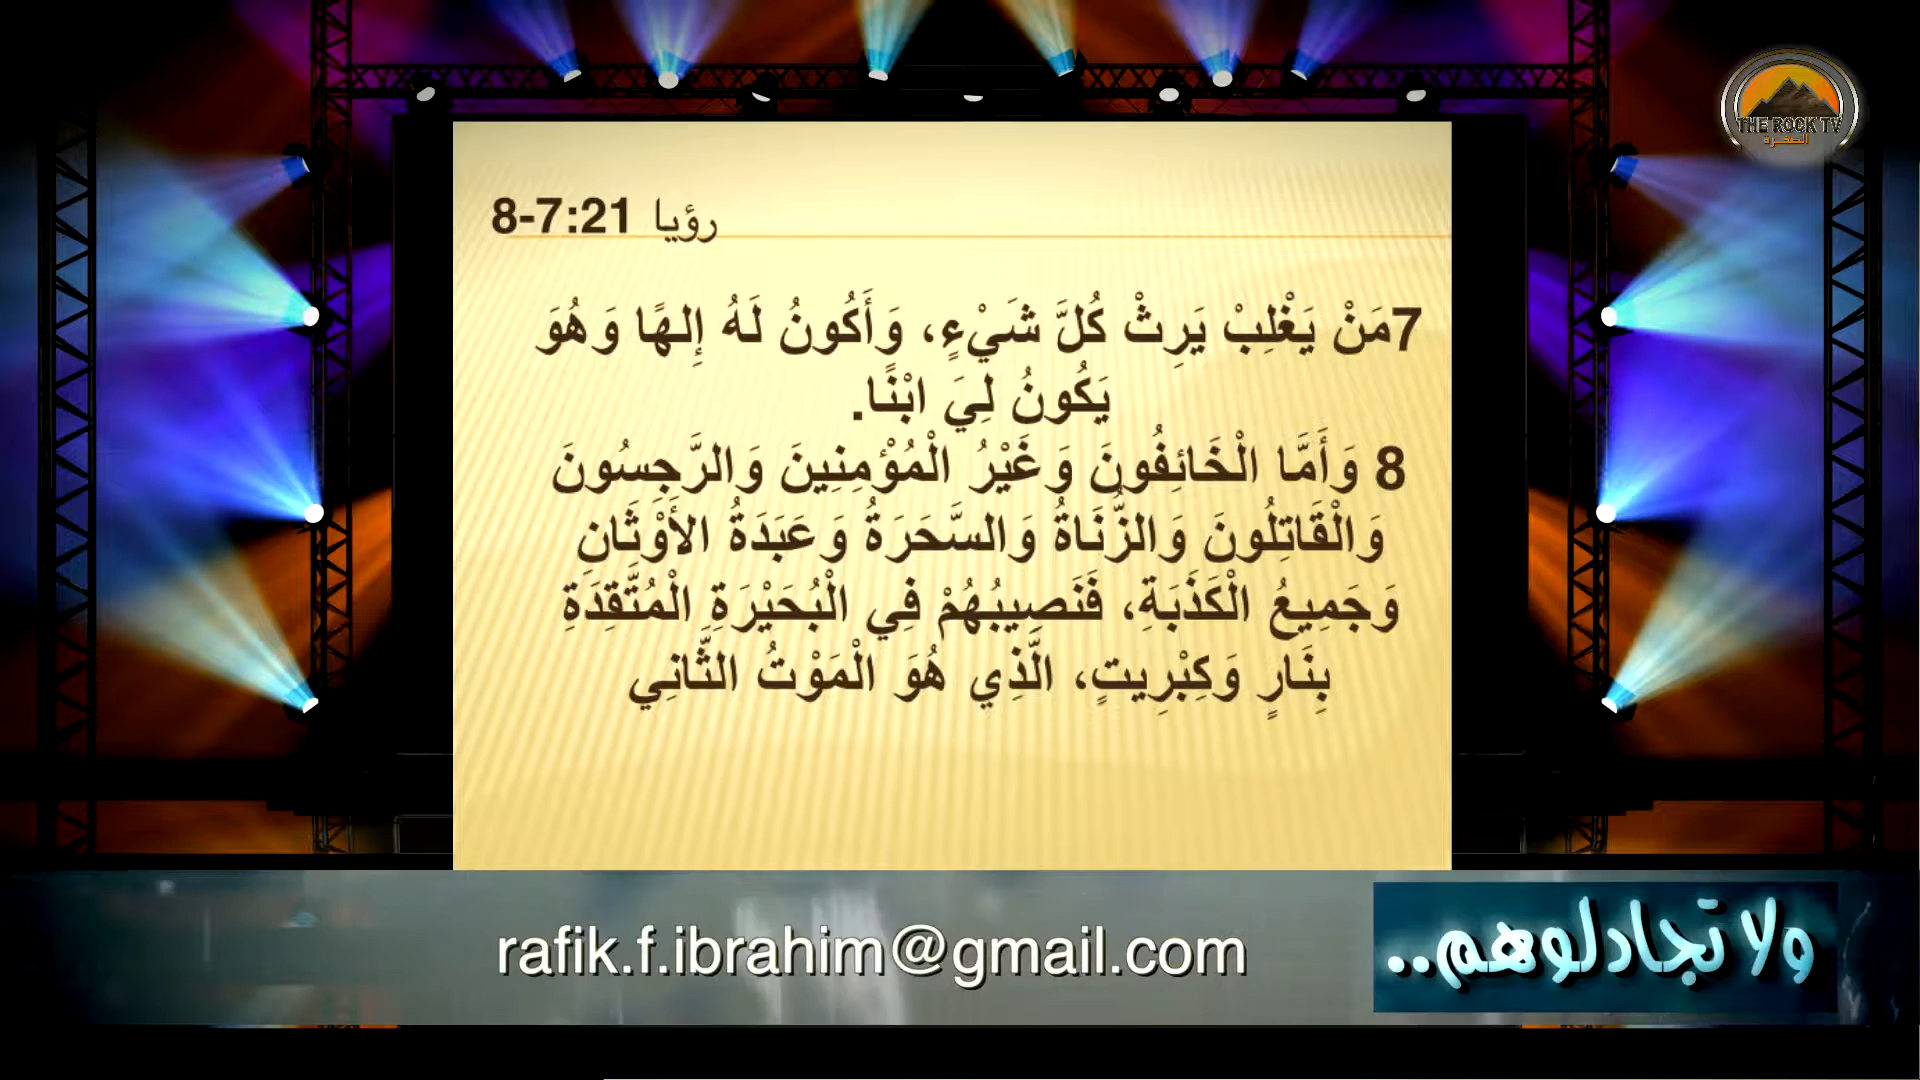 THE ROCK TV
الصخرة
رؤيا 21:7-8
7مَنْ يَغْلِبْ يَرِثْ كُلَّ شَيْءٍ، وَأَكُونُ لَهُ إِلهًا وَهُوَ
يَكُونُ لِيَ ابْنًا.
8 وَأَمَّا الْخَائِفُونَ وَغَيْرُ الْمُؤْمِنِينَ وَالرَّجِسُونَ
وَالْقَاتِلُونَ وَالزُّنَاةُ وَالسَّحَرَةُ وَعَبَدَةُ الأَوْثَانِ
وَجَمِيعُ الْكَذَبَةِ، فَنَصِيبُهُمْ فِي الْبُحَيْرَةِ الْمُتَّقِدَةِ
بِنَارٍ وَكِبْرِيتٍ، الَّذِي هُوَ الْمَوْتُ الثَّانِي
rafik.f.ibrahim@gmail.com
ولا تجادلوهم..